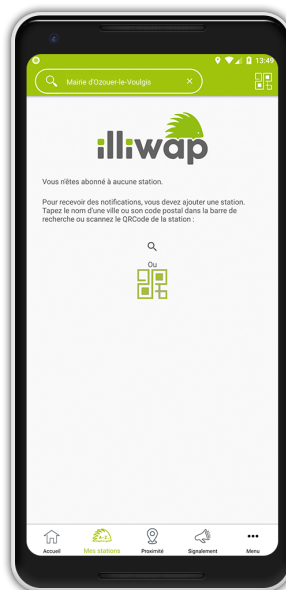 13:49
Mairie d'Ozouer-le-Voulgis
illiwap
Vous n'êtes abonné à aucune station.
Pour recevoir des notifications, vous devez ajouter une station.
Tapez le nom d'une ville ou son code postal dans la barre de
recherche ou scannez le QRCode de la station :
Ou
A-Z
Accueil Mes stations Proximité Signalement Menu